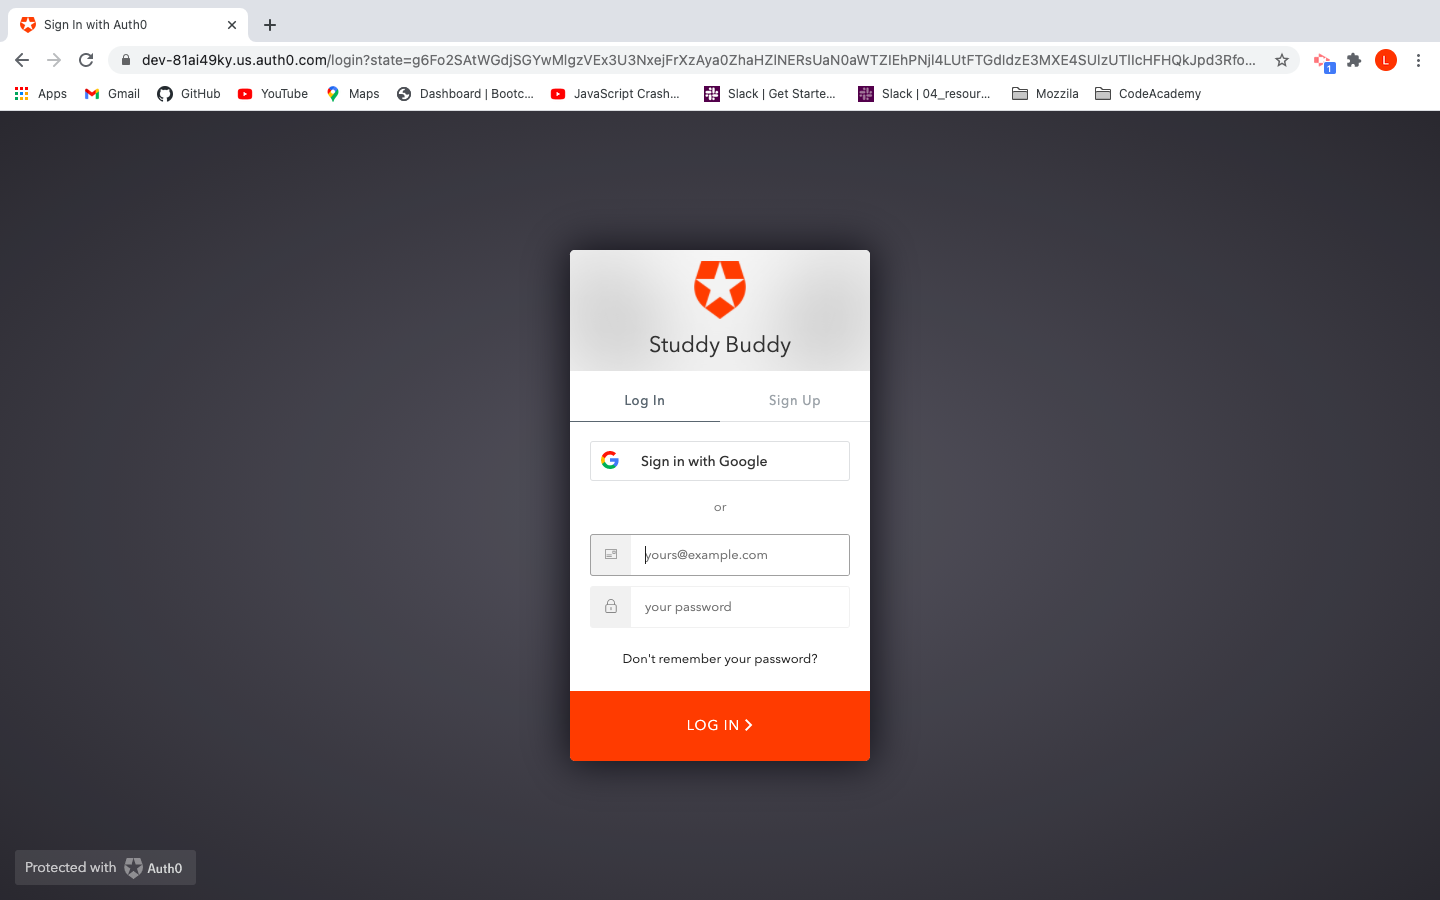 Sign In with Auth0
dev-81ai49ky.us.auth0.com/login?state=
Apps
Gmail
GitHub
YouTube
Maps
Dashboard | Bootc...
JavaScript Crash...
Slack | Get Starte...
Slack | 04_resour...
Mozzila
CodeAcademy
L
1
Studdy Buddy
Log In
Sign Up
Sign in with Google
or
yours@example.com
your password
Don't remember your password?
LOG IN
Protected with Auth0